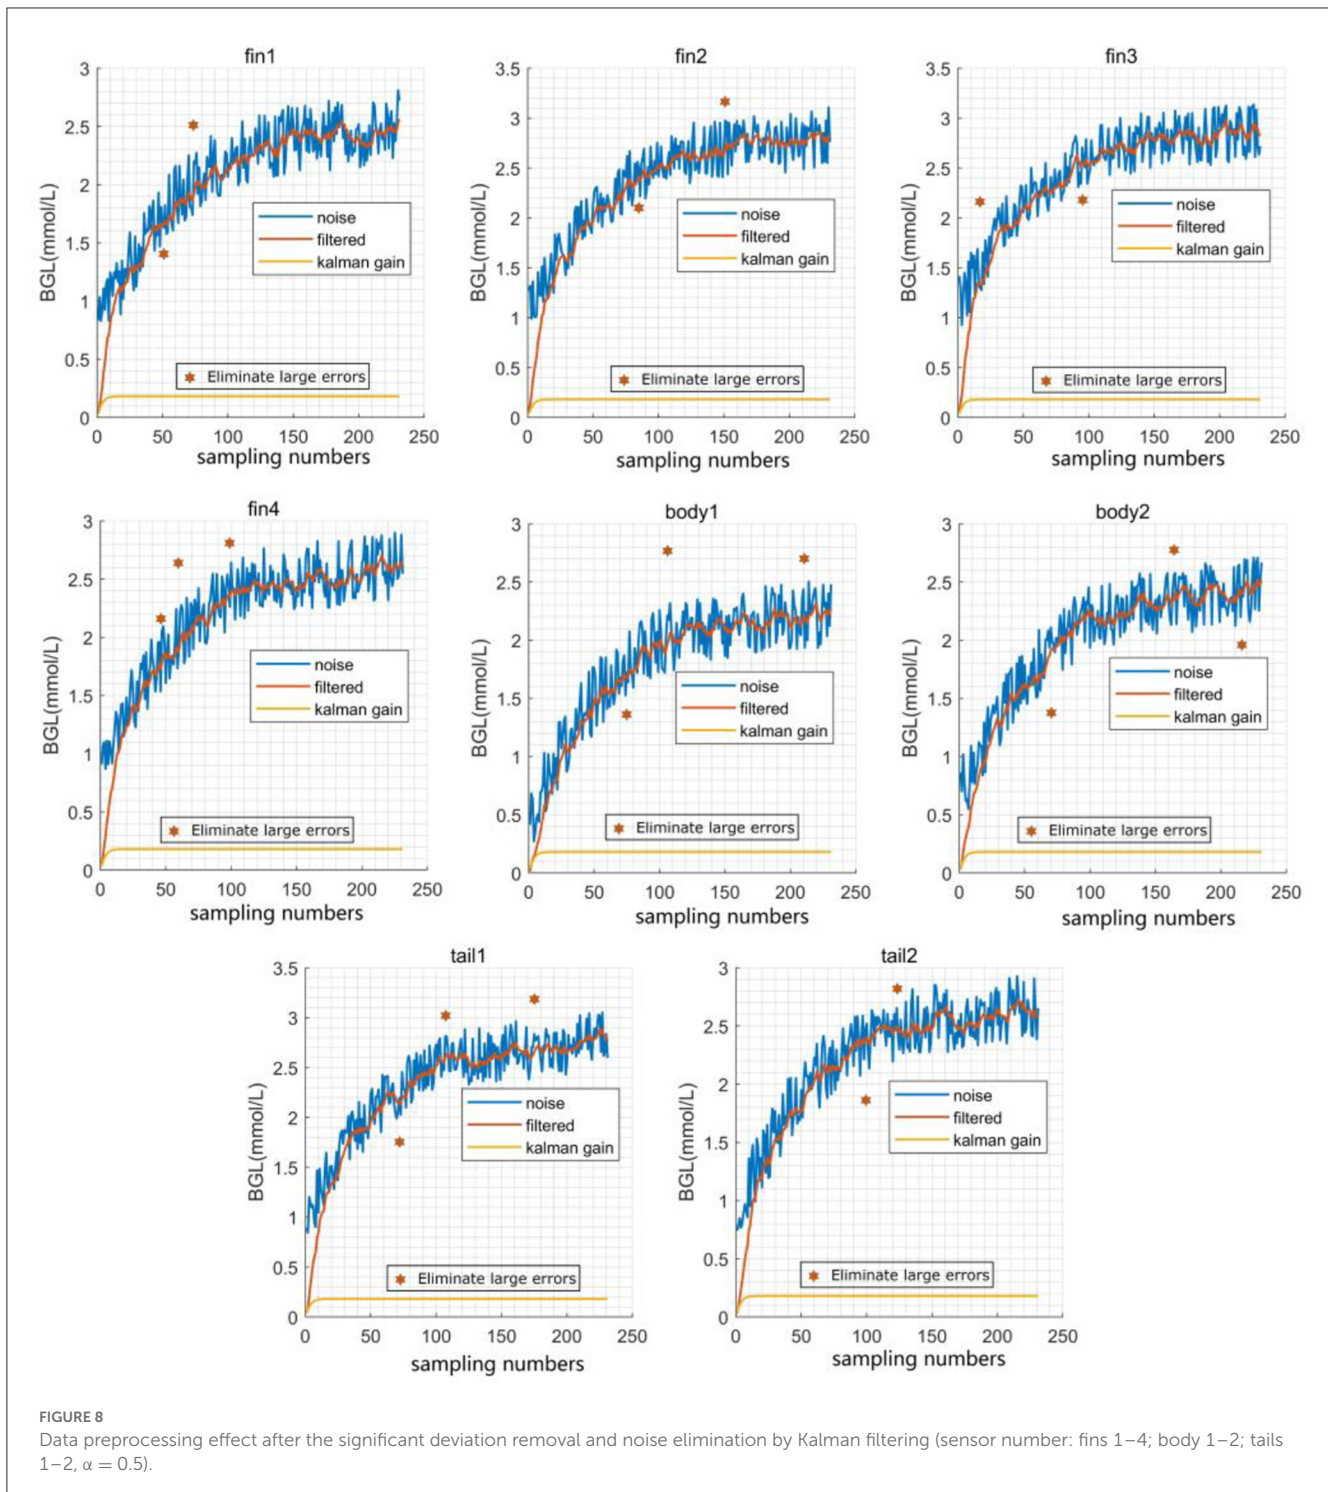 fin1
3
2.5
2
1.5
1
0.5
0
BGL(mmol/L)
noise
filtered
kalman gain
Eliminate large errors
0 50 100 150 200 250
sampling numbers
fin2
3.5
3
2.5
2
1.5
1
0.5
0
noise
filtered
kalman gain
Eliminate large errors
0 50 100 150 200 250
sampling numbers
fin3
3.5
3
2.5
2
1.5
1
0.5
0
BGL(mmol/L)
noise
filtered
kalman gain
Eliminate large errors
0 50 100 150 200 250
sampling numbers
fin4
3
2.5
2
1.5
1
0.5
0
BGL(mmol/L)
noise
filtered
kalman gain
Eliminate large errors
0 50 100 150 200 250
sampling numbers
body1
3
2.5
2
1.5
1
0.5
0
BGL(mmol/L)
noise
filtered
kalman gain
Eliminate large errors
0 50 100 150 200 250
sampling numbers
body2
3
2.5
2
1.5
1
0.5
0
BGL(mmol/L)
noise
filtered
kalman gain
Eliminate large errors
0 50 100 150 200 250
sampling numbers
tail1
3.5
3
2.5
2
1.5
1
0.5
0
BGL(mmol/L)
noise
filtered
kalman gain
Eliminate large errors
0 50 100 150 200 250
sampling numbers
tail2
3
2.5
2
1.5
1
0.5
0
BGL(mmol/L)
noise
filtered
kalman gain
Eliminate large errors
0 50 100 150 200 250
sampling numbers
FIGURE 8
Data preprocessing effect after the significant deviation removal and noise elimination by Kalman filtering (sensor number: fins 1–4; body 1–2; tails
1–2, α = 0.5).